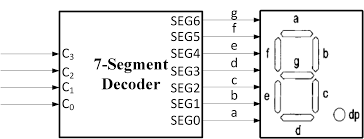 SEG6 g
SEG5 f
SEG4 e
SEG3 d
SEG2 c
SEG1 b
SEG0 a
C3
C2
C1
C0
7-Segment
Decoder
a
f b
g
e c
d
dp